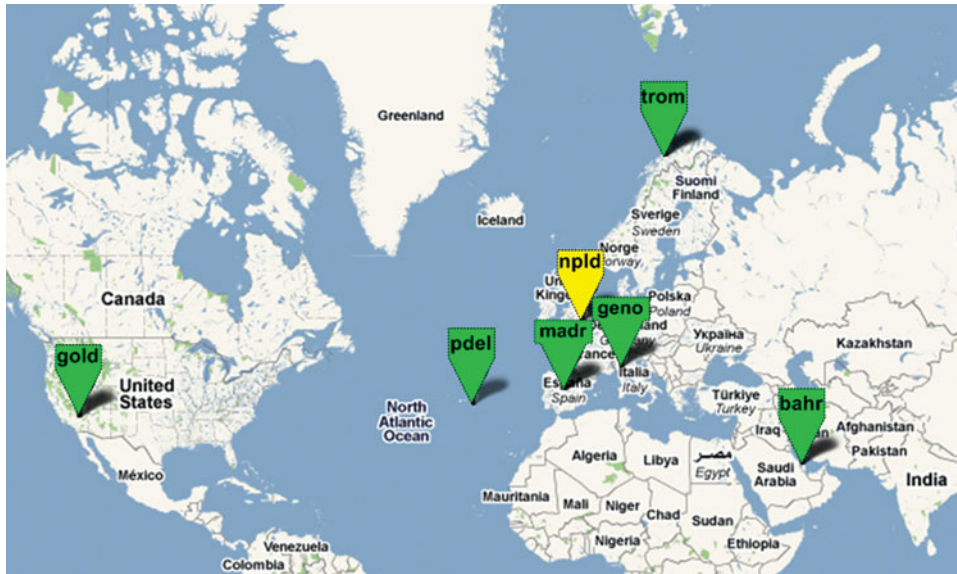 trom
Greenland
Suomi
Finland
Iceland
Sverige
Sweden
Norge
Norway
npld
Canada
Polska
Poland
geno
madr
pdel
gold
Україна
Ukraine
Kazakhstan
United
States
España
Spain
Italia
Italy
Türkiye
Turkey
bahr
North
Atlantic
Ocean
Iraq
Afghanistan
Pakistan
México
Algeria
Libya
مصر
Egypt
Saudi
Arabia
India
Mauritania
Mali
Niger
Chad
Sudan
Nigeria
Ethiopia
Venezuela
Colombia